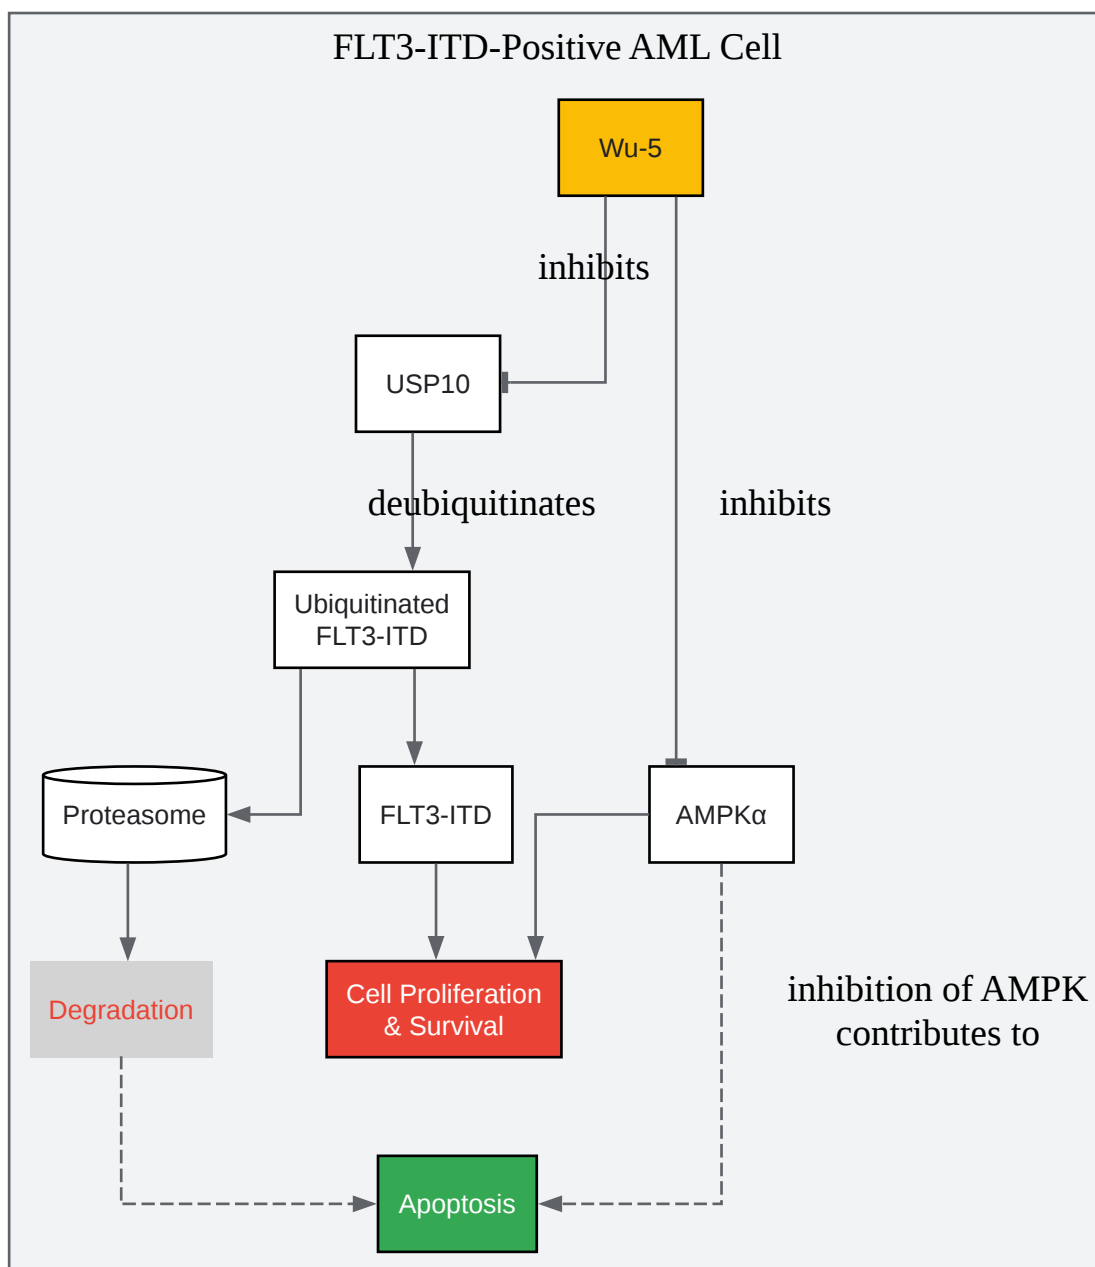 FLT3-ITD-Positive AML Cell
Wu-5
inhibits
USP10
deubiquitinates
inhibits
Ubiquitinated
FLT3-ITD
Proteasome
FLT3-ITD
AMPKα
Degradation
Cell Proliferation
& Survival
inhibition of AMPK
contributes to
Apoptosis